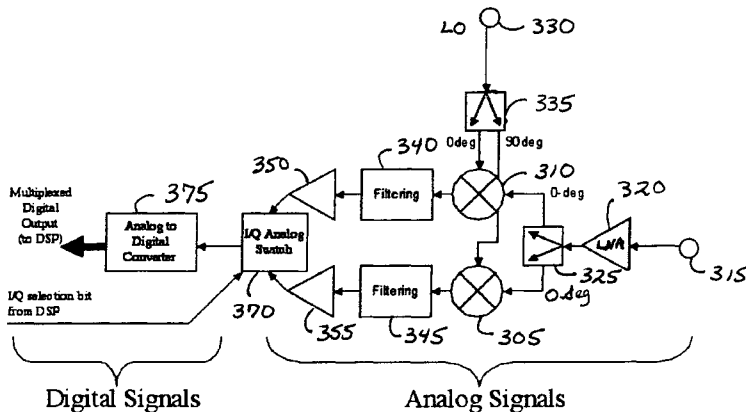 LO
330
335
0deg
90deg
350
340
310
Filtering
0-deg
320
LNA
315
325
375
Multiplexed
Digital
Output
(to DSP)
Analog to
Digital
Converter
I/Q Analog
Switch
370
I/Q selection bit
from DSP
355
Filtering
345
305
0-deg
Digital Signals
Analog Signals